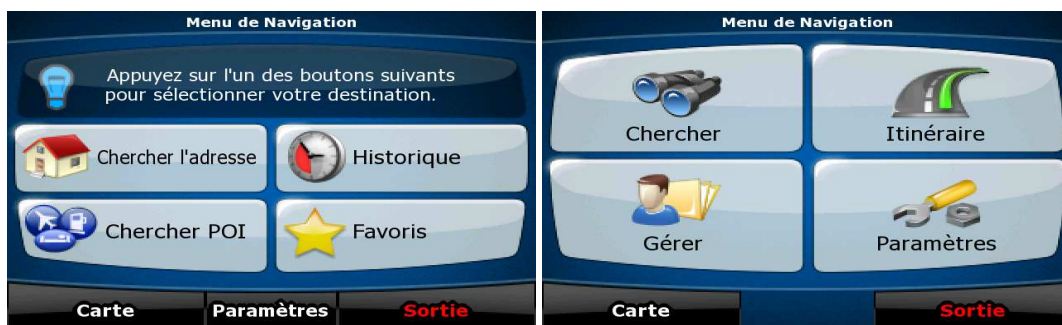 Menu de Navigation
Appuyez sur l'un des boutons suivants
pour sélectionner votre destination.
Chercher l'adresse
Historique
Chercher POI
Favoris
Carte
Paramètres
Sortie
Menu de Navigation
Chercher
Itinéraire
Gérer
Paramètres
Carte
Sortie